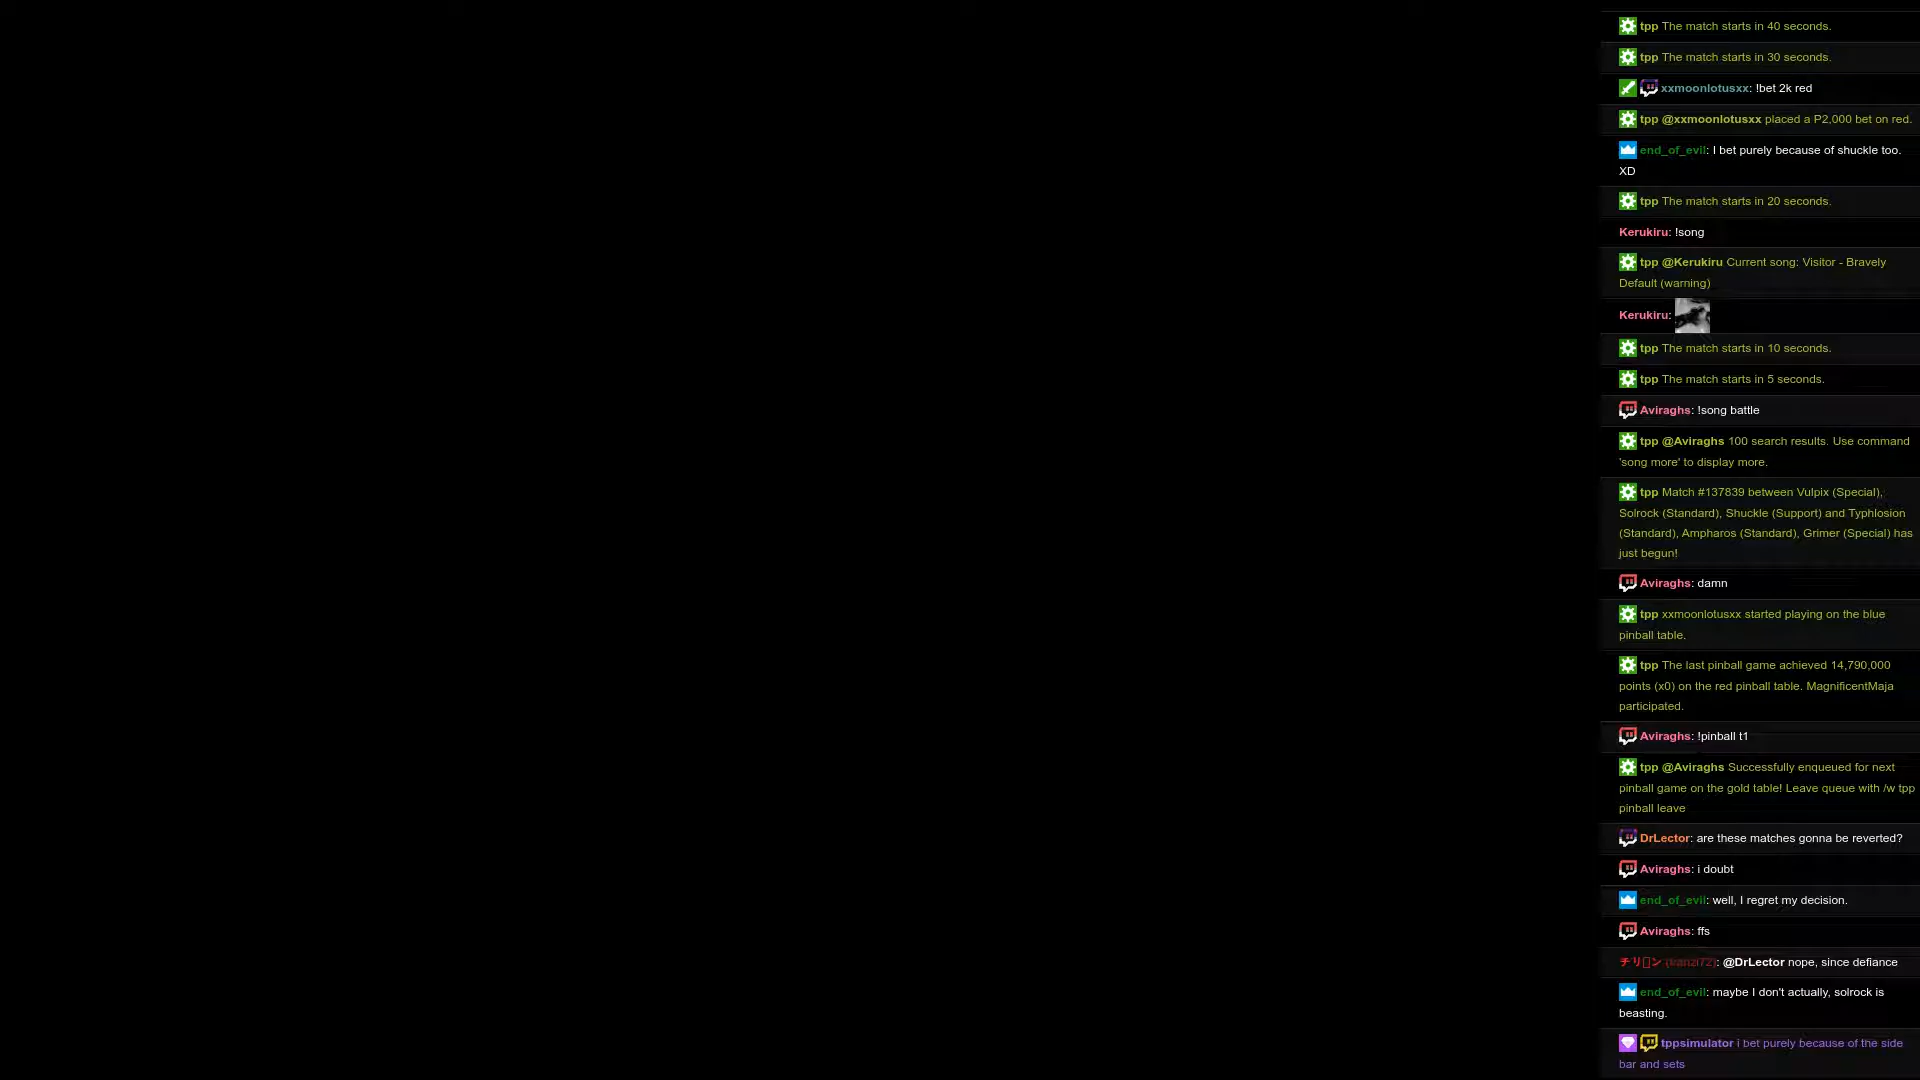 tpp The match starts in 40 seconds.
tpp The match starts in 30 seconds.
xxmoonlotusxx: !bet 2k red
tpp @xxmoonlotusxx placed a P2,000 bet on red.
end_of_evil: I bet purely because of shuckle too.
XD
tpp The match starts in 20 seconds.
Kerukiru: !song
tpp @Kerukiru Current song: Visitor - Bravely
Default (warning)
Kerukiru:
tpp The match starts in 10 seconds.
tpp The match starts in 5 seconds.
Aviraghs: !song battle
tpp @Aviraghs 100 search results. Use command
'song more' to display more.
tpp Match #137839 between Vulpix (Special),
Solrock (Standard), Shuckle (Support) and Typhlosion
(Standard), Ampharos (Standard), Grimer (Special) has
just begun!
Aviraghs: damn
tpp xxmoonlotusxx started playing on the blue
pinball table.
tpp The last pinball game achieved 14,790,000
points (x0) on the red pinball table. MagnificentMaja
participated.
Aviraghs: !pinball t1
tpp @Aviraghs Successfully enqueued for next
pinball game on the gold table! Leave queue with /w tpp
pinball leave
DrLector: are these matches gonna be reverted?
Aviraghs: i doubt
end_of_evil: well, I regret my decision.
Aviraghs: ffs
@DrLector nope, since defiance
end_of_evil: maybe I don't actually, solrock is
beasting.
tppsimulator i bet purely because of the side
bar and sets